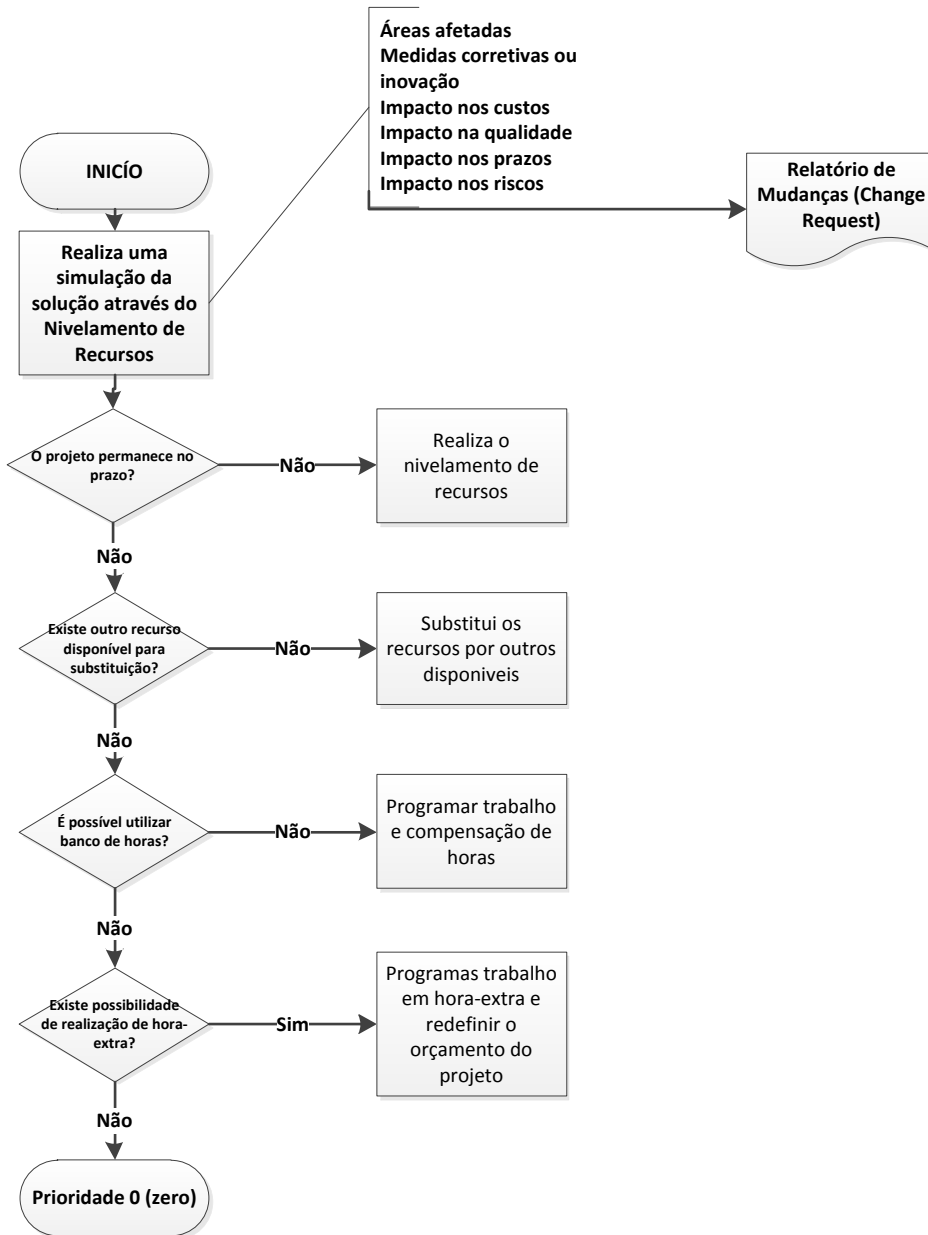 Áreas afetadas
Medidas corretivas ou
inovação
Impacto nos custos
Impacto na qualidade
Impacto nos prazos
Impacto nos riscos
Relatório de
Mudanças (Change
Request)
INICÍO
Realiza uma
simulação da
solução através do
Nivelamento de
Recursos
O projeto permanece no
prazo?
Não
Realiza o
nivelamento de
recursos
Não
Existe outro recurso
disponível para
substituição?
Não
Substitui os
recursos por outros
disponiveis
Não
É possível utilizar
banco de horas?
Não
Programar trabalho
e compensação de
horas
Não
Existe possibilidade
de realização de hora-
extra?
Sim
Programas trabalho
em hora-extra e
redefinir o
orçamento do
projeto
Não
Prioridade 0 (zero)